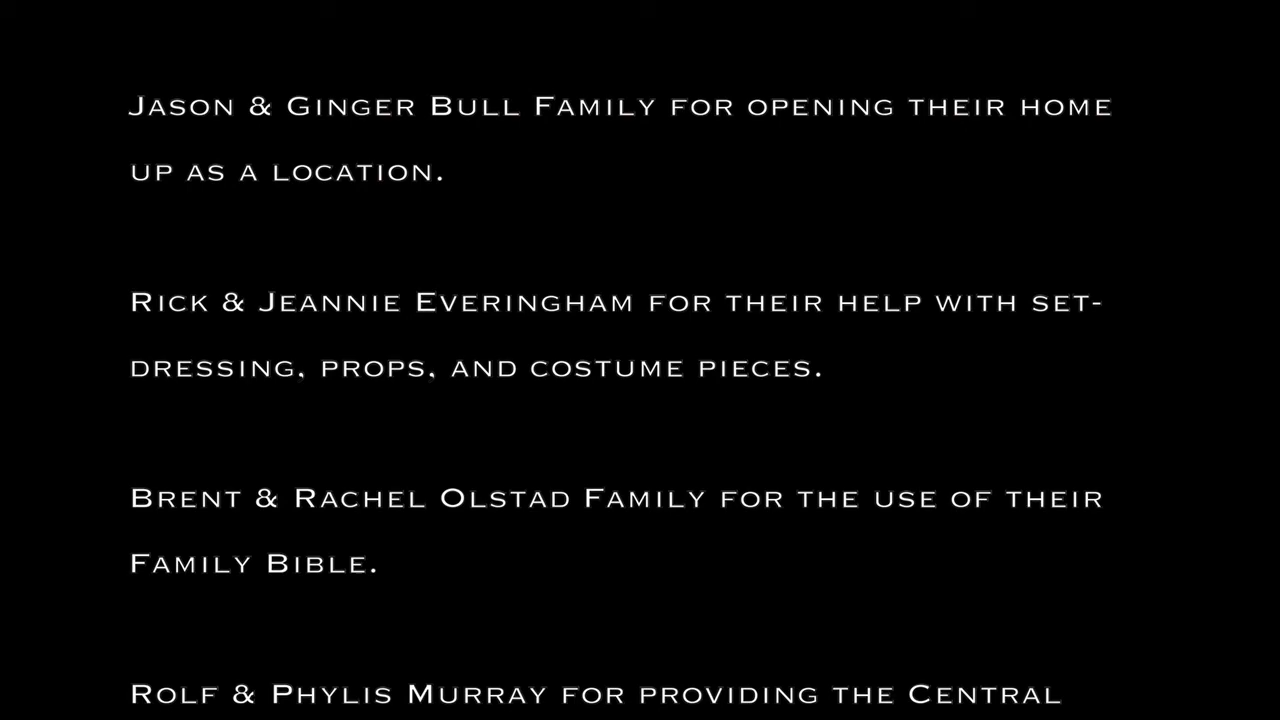 Jason & Ginger Bull Family for opening their home
up as a location.
Rick & Jeannie Everingham for their help with set-
dressing, props, and costume pieces.
Brent & Rachel Olstad Family for the use of their
Family Bible.
Rolf & Phylis Murray for providing the Central